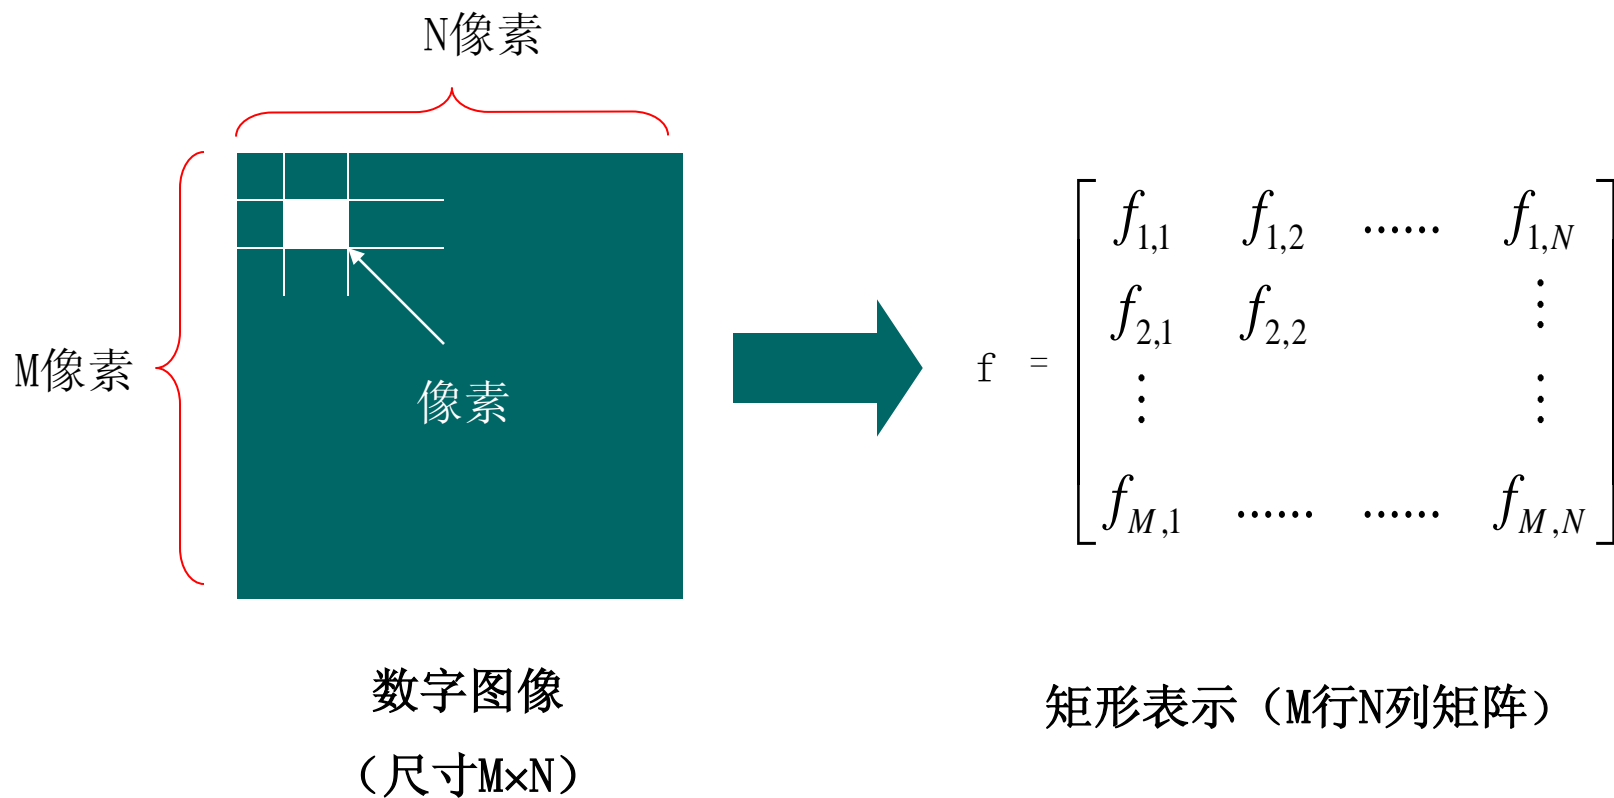 N像素
M像素
像素
f =
f1,1 f1,2 ...... f1,N
f2,1 f2,2 ⋮
⋮ ⋮
fM,1 ...... ...... fM,N
数字图像
（尺寸M×N）
矩形表示（M行N列矩阵）